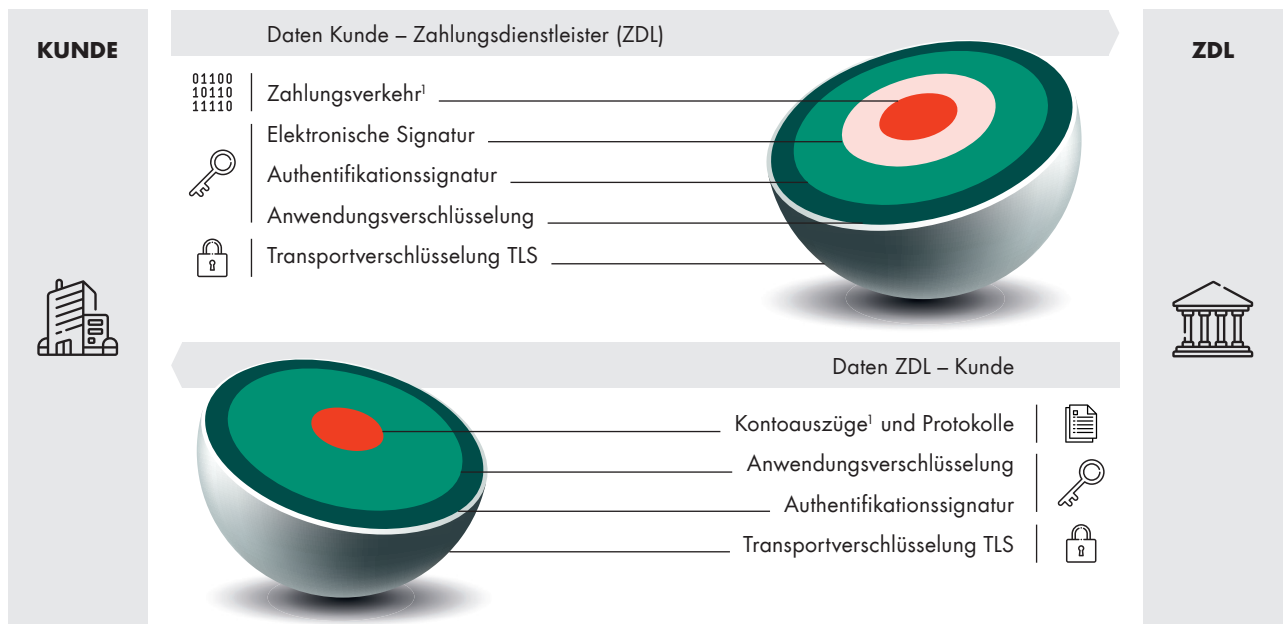 KUNDE
Daten Kunde – Zahlungsdienstleister (ZDL)
ZDL
01100
10110
11110
Zahlungsverkehr¹
Elektronische Signatur
Authentifikationssignatur
Anwendungsverschlüsselung
Transportverschlüsselung TLS
Daten ZDL – Kunde
Kontoauszüge¹ und Protokolle
Anwendungsverschlüsselung
Authentifikationssignatur
Transportverschlüsselung TLS